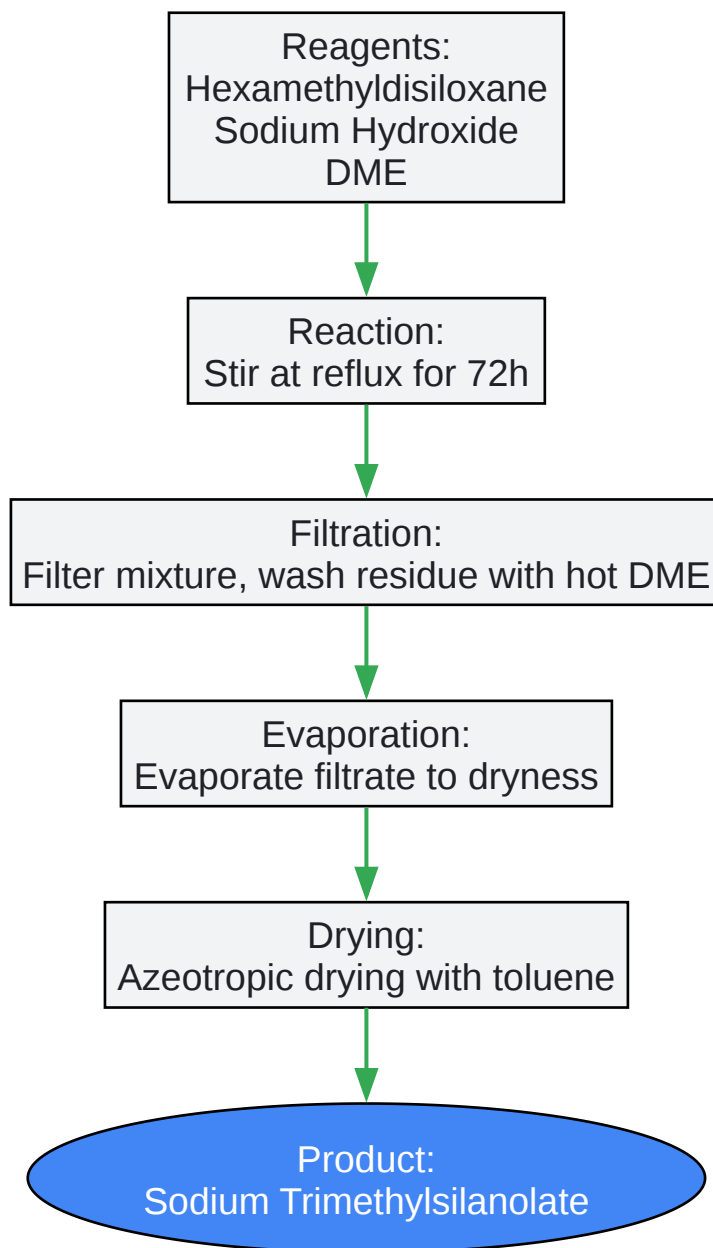 Reagents:
Hexamethyldisiloxane
Sodium Hydroxide
DME
Reaction:
Stir at reflux for 72h
Filtration:
Filter mixture, wash residue with hot DME
Evaporation:
Evaporate filtrate to dryness
Drying:
Azeotropic drying with toluene
Product:
Sodium Trimethylsilanolate